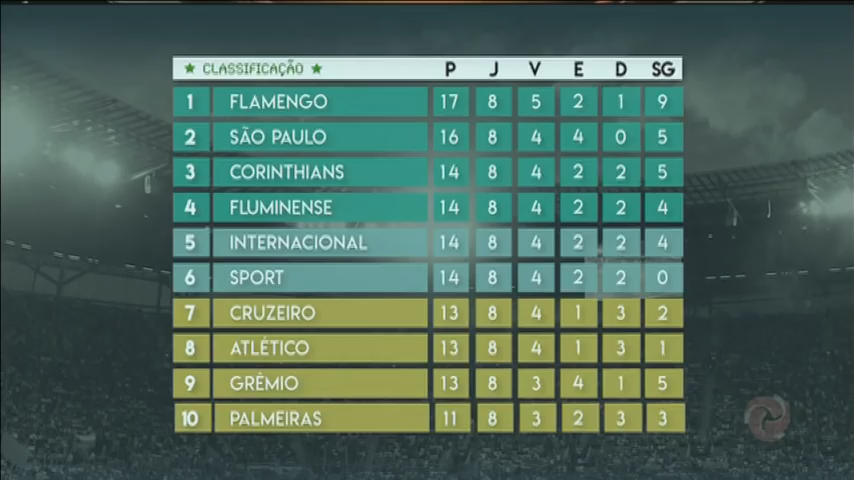 ★ CLASSIFICAÇÃO ★ P J V E D SG
1 FLAMENGO 17 8 5 2 1 9
2 SÃO PAULO 16 8 4 4 0 5
3 CORINTHIANS 14 8 4 2 2 5
4 FLUMINENSE 14 8 4 2 2 4
5 INTERNACIONAL 14 8 4 2 2 4
6 SPORT 14 8 4 2 2 0
7 CRUZEIRO 13 8 4 1 3 2
8 ATLÉTICO 13 8 4 1 3 1
9 GRÊMIO 13 8 3 4 1 5
10 PALMEIRAS 11 8 3 2 3 3